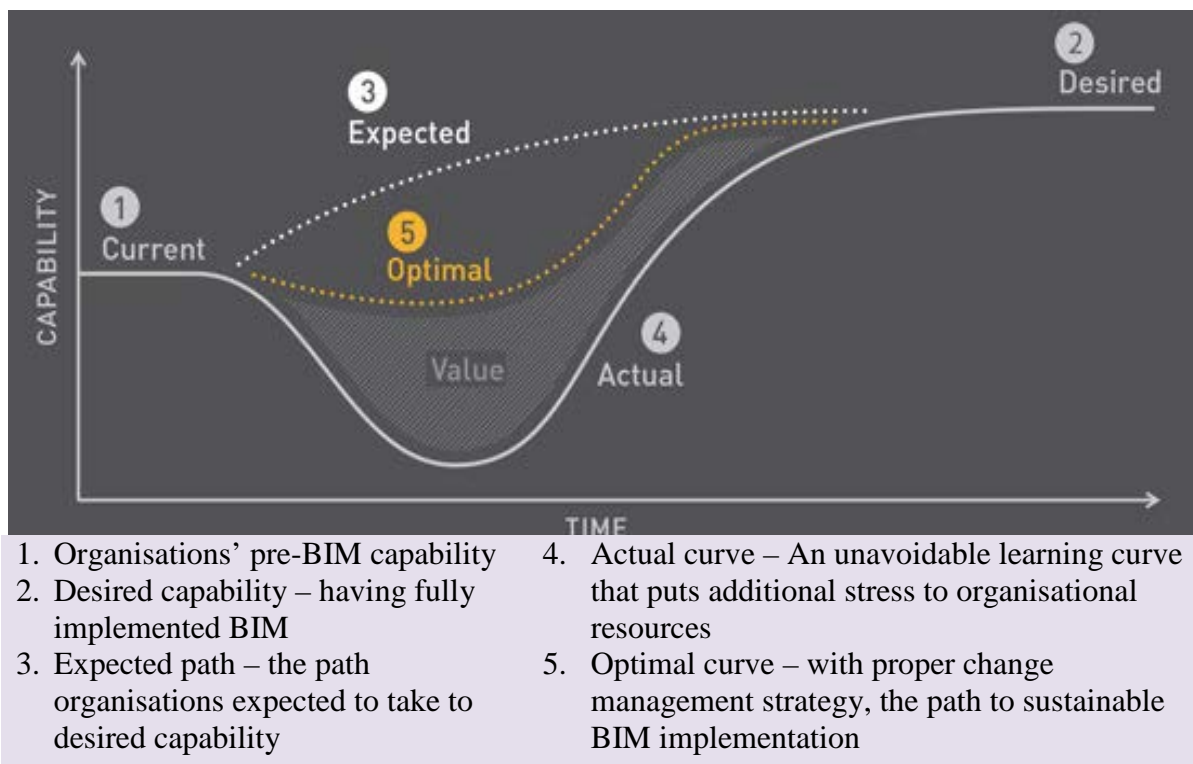 2
Desired
3
Expected
1
Current
5
Optimal
CAPABILITY
4
Value
Actual
TIME
1. Organisations’ pre-BIM capability
2. Desired capability – having fully
implemented BIM
3. Expected path – the path
organisations expected to take to
desired capability
4. Actual curve – An unavoidable learning curve
that puts additional stress to organisational
resources
5. Optimal curve – with proper change
management strategy, the path to sustainable
BIM implementation